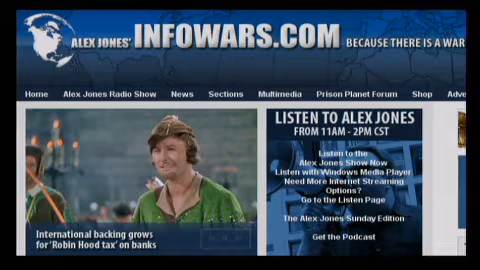 ALEX JONES' INFOWARS.COM BECAUSE THERE IS A WAR
Home Alex Jones Radio Show News Sections Multimedia Prison Planet Forum Shop Adve
LISTEN TO ALEX JONES
FROM 11AM - 2PM CST
Listen to the
Alex Jones Show Now
Listen with Windows Media Player
Need More Internet Streaming
Options?
Go to the Listen Page
The Alex Jones Sunday Edition
Get the Podcast
International backing grows
for 'Robin Hood tax' on banks